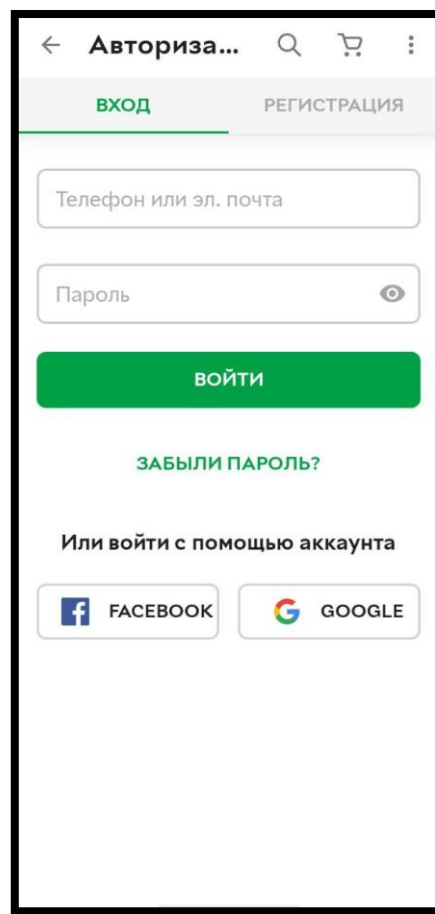 Авториза...
ВХОД РЕГИСТРАЦИЯ
Телефон или эл. почта
Пароль
ВОЙТИ
ЗАБЫЛИ ПАРОЛЬ?
Или войти с помощью аккаунта
FACEBOOK GOOGLE